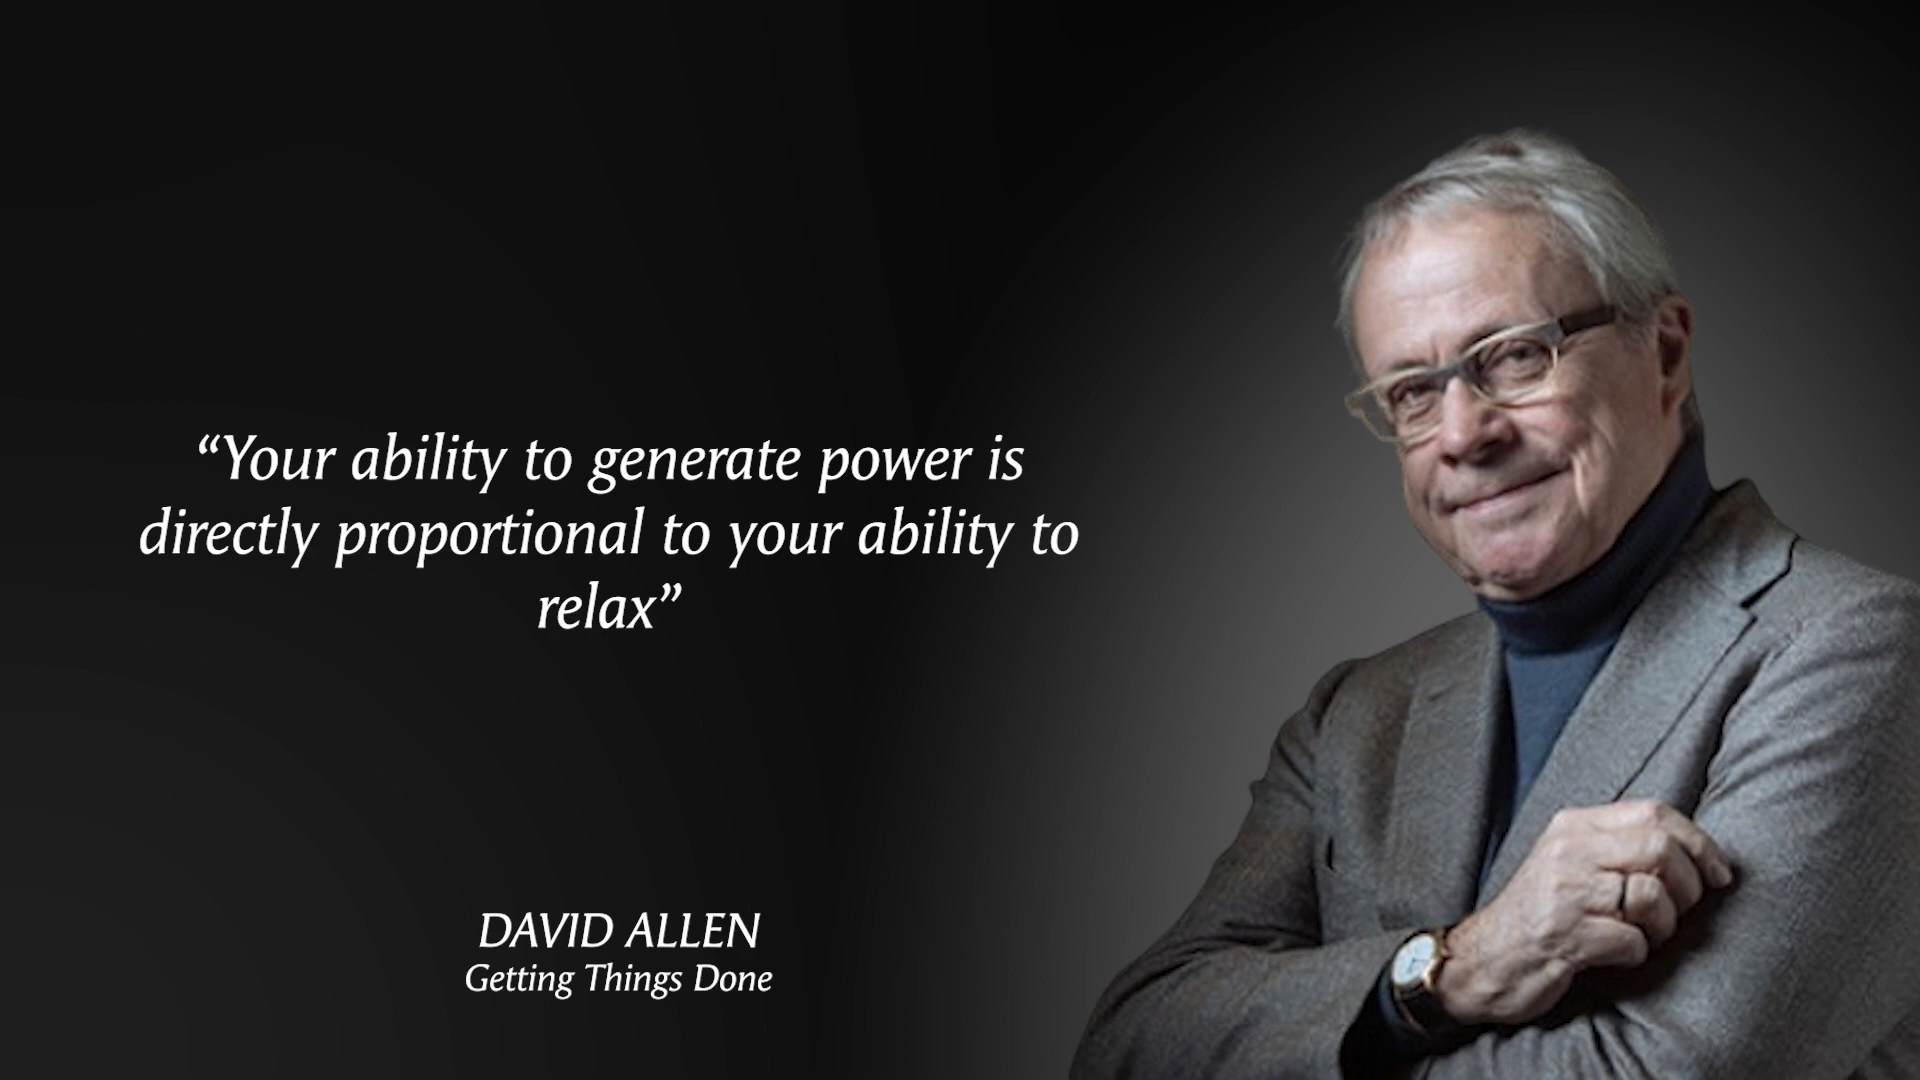 “Your ability to generate power is
directly proportional to your ability to
relax”
DAVID ALLEN
Getting Things Done